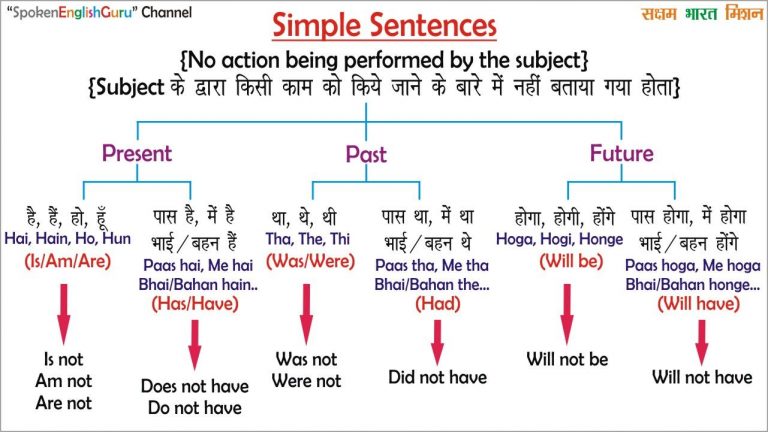 “SpokenEnglishGuru” Channel
सक्षम भारत मिशन
Simple Sentences
{No action being performed by the subject}
{Subject के द्वारा किसी काम को किये जाने के बारे में नहीं बताया गया होता}
Present
Past
Future
है, हैं, हो, हूँ
Hai, Hain, Ho, Hun
(Is/Am/Are)
Is not
Am not
Are not
पास है, में है
भाई/बहन हैं
Paas hai, Me hai
Bhai/Bahan hain..
(Has/Have)
Does not have
Do not have
था, थे, थी
Tha, The, Thi
(Was/Were)
Was not
Were not
पास था, में था
भाई/बहन थे
Paas tha, Me tha
Bhai/Bahan the...
(Had)
Did not have
होगा, होगी, होंगे
Hoga, Hogi, Honge
(Will be)
Will not be
पास होगा, में होगा
भाई/बहन होंगे
Paas hoga, Me hoga
Bhai/Bahan honge...
(Will have)
Will not have